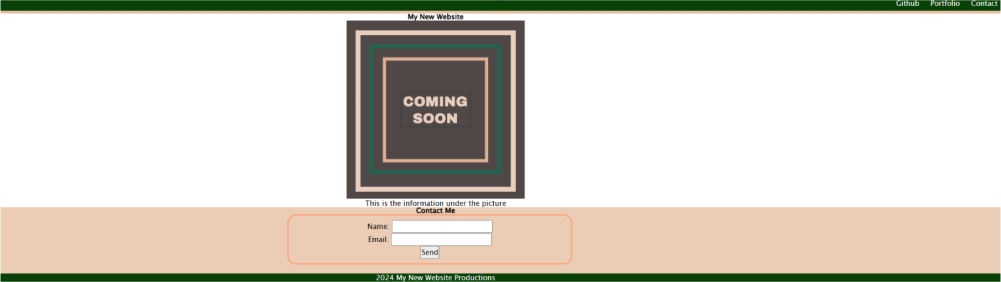 Github Portfolio Contact
My New Website
COMING
SOON
This is the information under the picture
Contact Me
Name:
Email:
Send
2024 My New Website Productions